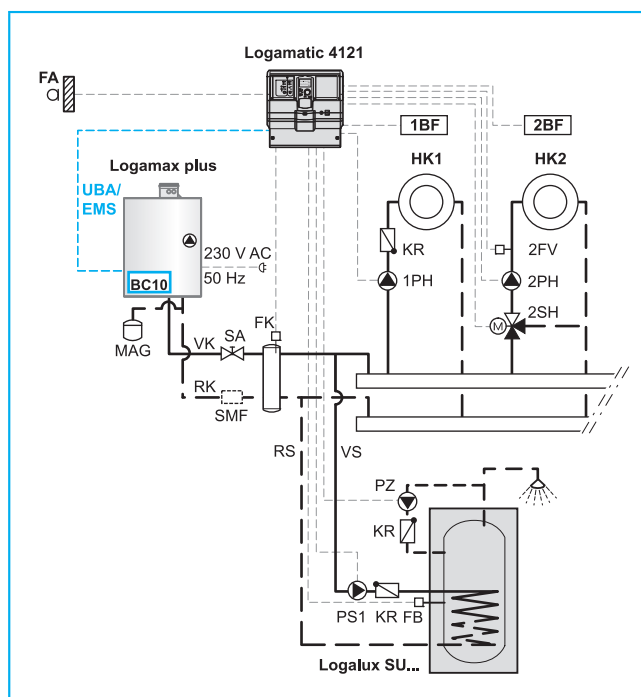 Logamatic 4121
FA
1BF
2BF
HK1
HK2
Logamax plus
UBA/
EMS
KR
2FV
230 V AC
50 Hz
1PH
2PH
BC10
2SH
M
FK
SA
MAG
VK
RK
SMF
RS
VS
PZ
KR
PS1
KR
FB
Logalux SU...